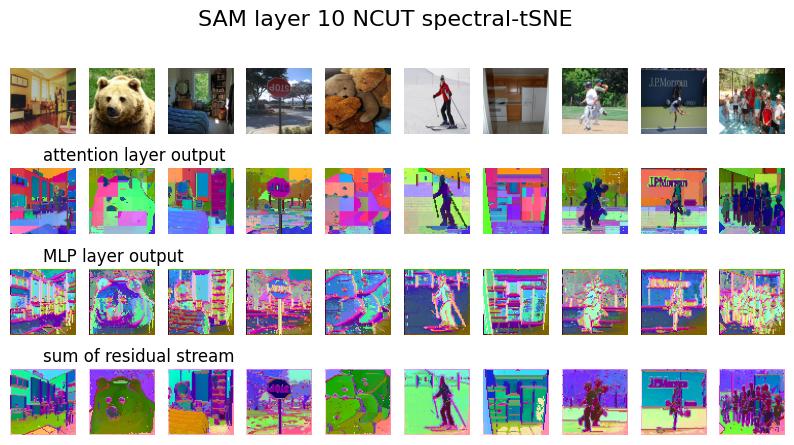 SAM layer 10 NCUT spectral-tSNE
STOP
J.P.Morgan
attention layer output
J.P.Morgan
MLP layer output
sum of residual stream